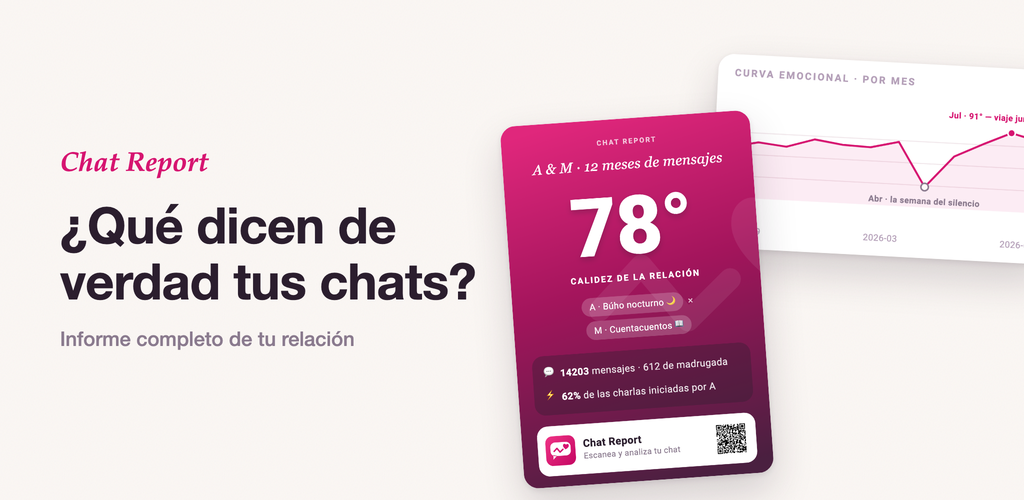 Chat Report
¿Qué dicen de
verdad tus chats?
Informe completo de tu relación
CHAT REPORT
A & M · 12 meses de mensajes
78°
CALIDEZ DE LA RELACIÓN
A · Búho nocturno 🌙 ×
M · Cuentacuentos 📖
💬 14203 mensajes · 612 de madrugada
⚡ 62% de las charlas iniciadas por A
Chat Report
Escanea y analiza tu chat
CURVA EMOCIONAL · POR MES
Jul · 91° — viaje
Abr · la semana del silencio
2026-03